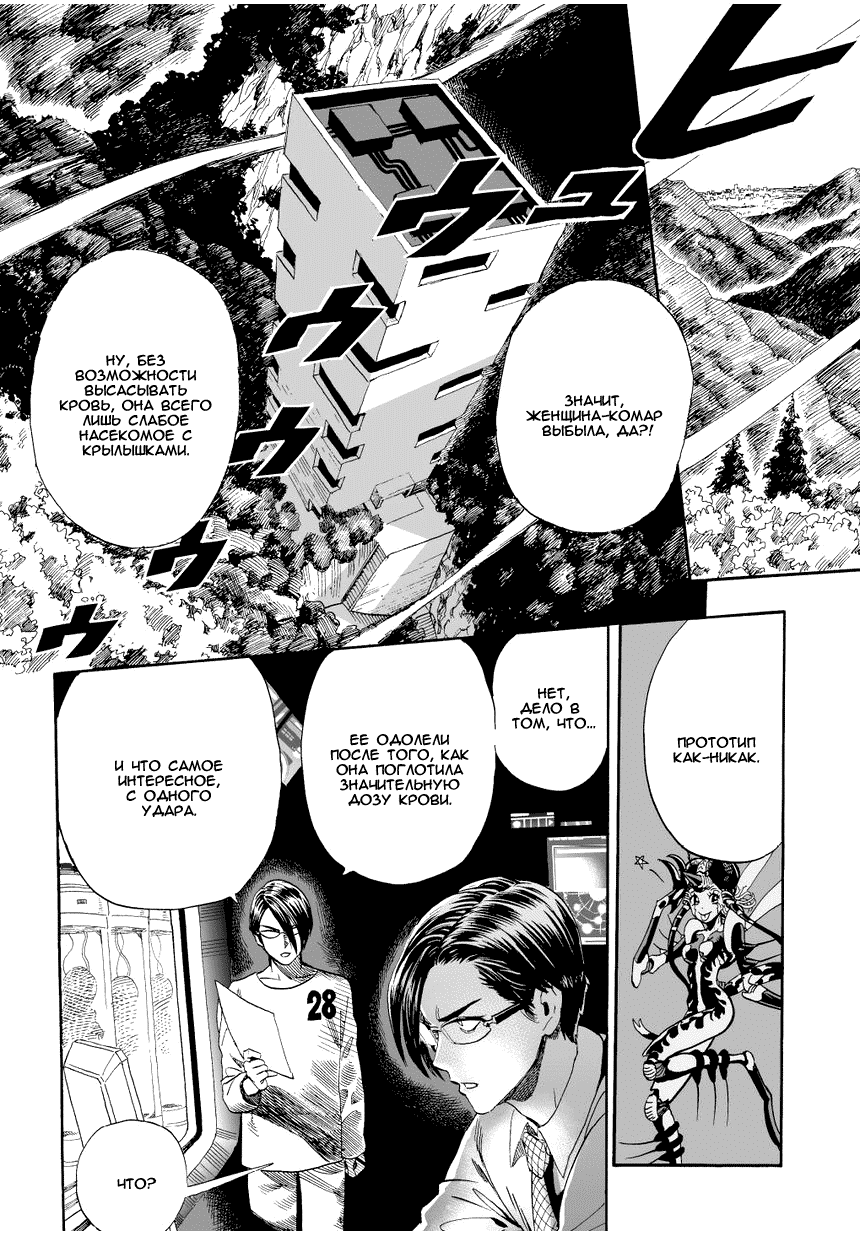 ヒュウウウウウ
ЗНАЧИТ,
ЖЕНЩИНА-КОМАР
ВЫБЫЛА, ДА?!
НУ, БЕЗ
ВОЗМОЖНОСТИ
ВЫСАСЫВАТЬ
КРОВЬ, ОНА ВСЕГО
ЛИШЬ СЛАБОЕ
НАСЕКОМОЕ С
КРЫЛЫШКАМИ.
ПРОТОТИП
КАК-НИКАК.
НЕТ,
ДЕЛО В
ТОМ, ЧТО...
ЕЕ ОДОЛЕЛИ
ПОСЛЕ ТОГО, КАК
ОНА ПОГЛОТИЛА
ЗНАЧИТЕЛЬНУЮ
ДОЗУ КРОВИ.
И ЧТО САМОЕ
ИНТЕРЕСНОЕ,
С ОДНОГО
УДАРА.
28
ЧТО?